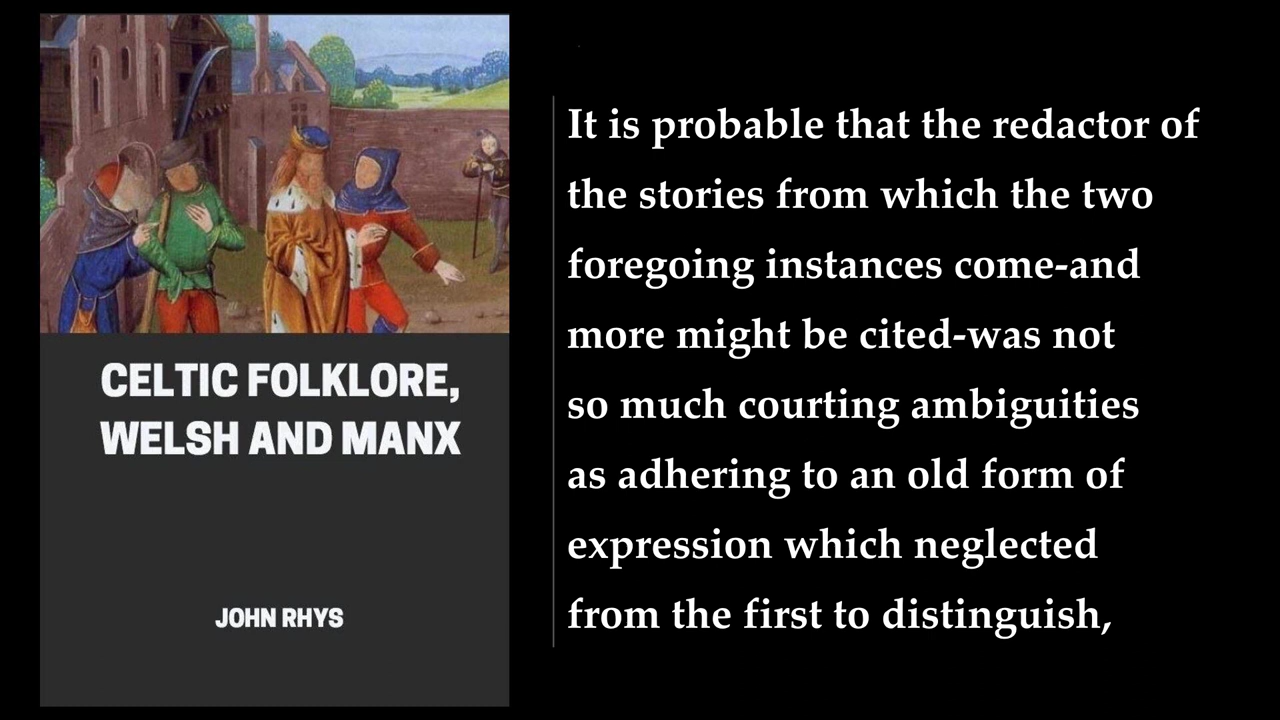 CELTIC FOLKLORE,
WELSH AND MANX
JOHN RHYS
It is probable that the redactor of
the stories from which the two
foregoing instances come-and
more might be cited-was not
so much courting ambiguities
as adhering to an old form of
expression which neglected
from the first to distinguish,